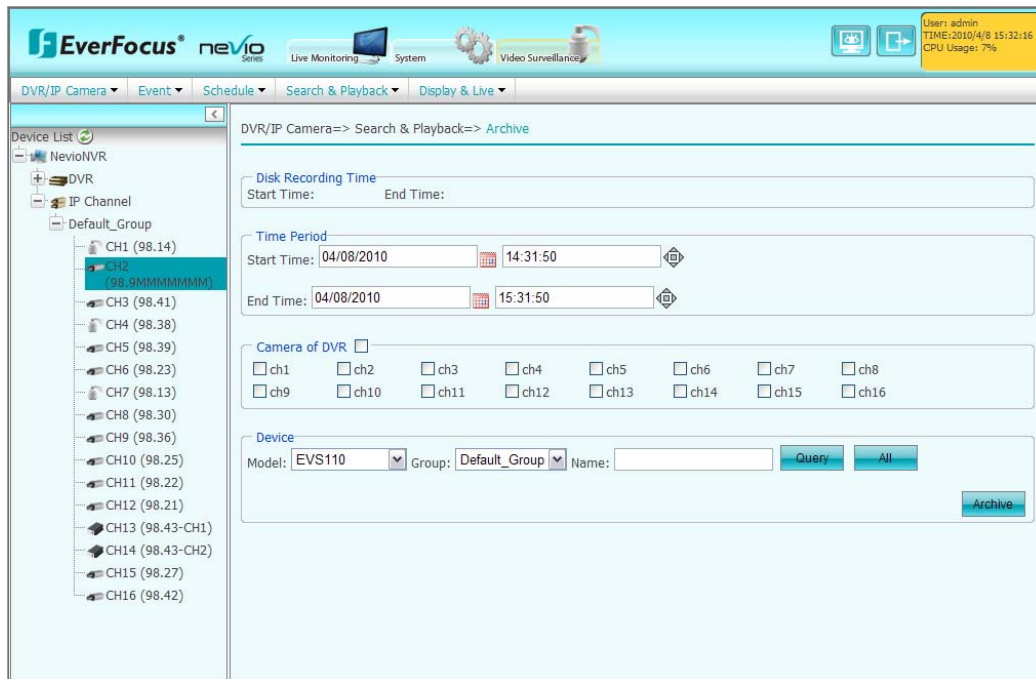 EverFocus® nevio Series
Live Monitoring System Video Surveillance
User: admin
TIME:2010/4/8 15:32:16
CPU Usage: 7%
DVR/IP Camera Event Schedule Search & Playback Display & Live
Device List
NevioNVR
DVR
IP Channel
Default_Group
CH1 (98.14)
CH2
(98.9MMMMMMM)
CH3 (98.41)
CH4 (98.38)
CH5 (98.39)
CH6 (98.23)
CH7 (98.13)
CH8 (98.30)
CH9 (98.36)
CH10 (98.25)
CH11 (98.22)
CH12 (98.21)
CH13 (98.43-CH1)
CH14 (98.43-CH2)
CH15 (98.27)
CH16 (98.42)
DVR/IP Camera=> Search & Playback=> Archive
Disk Recording Time
Start Time: End Time:
Time Period
Start Time: 04/08/2010 14:31:50
End Time: 04/08/2010 15:31:50
Camera of DVR
ch1 ch2 ch3 ch4 ch5 ch6 ch7 ch8
ch9 ch10 ch11 ch12 ch13 ch14 ch15 ch16
Device
Model: EVS110 Group: Default_Group Name: Query All
Archive